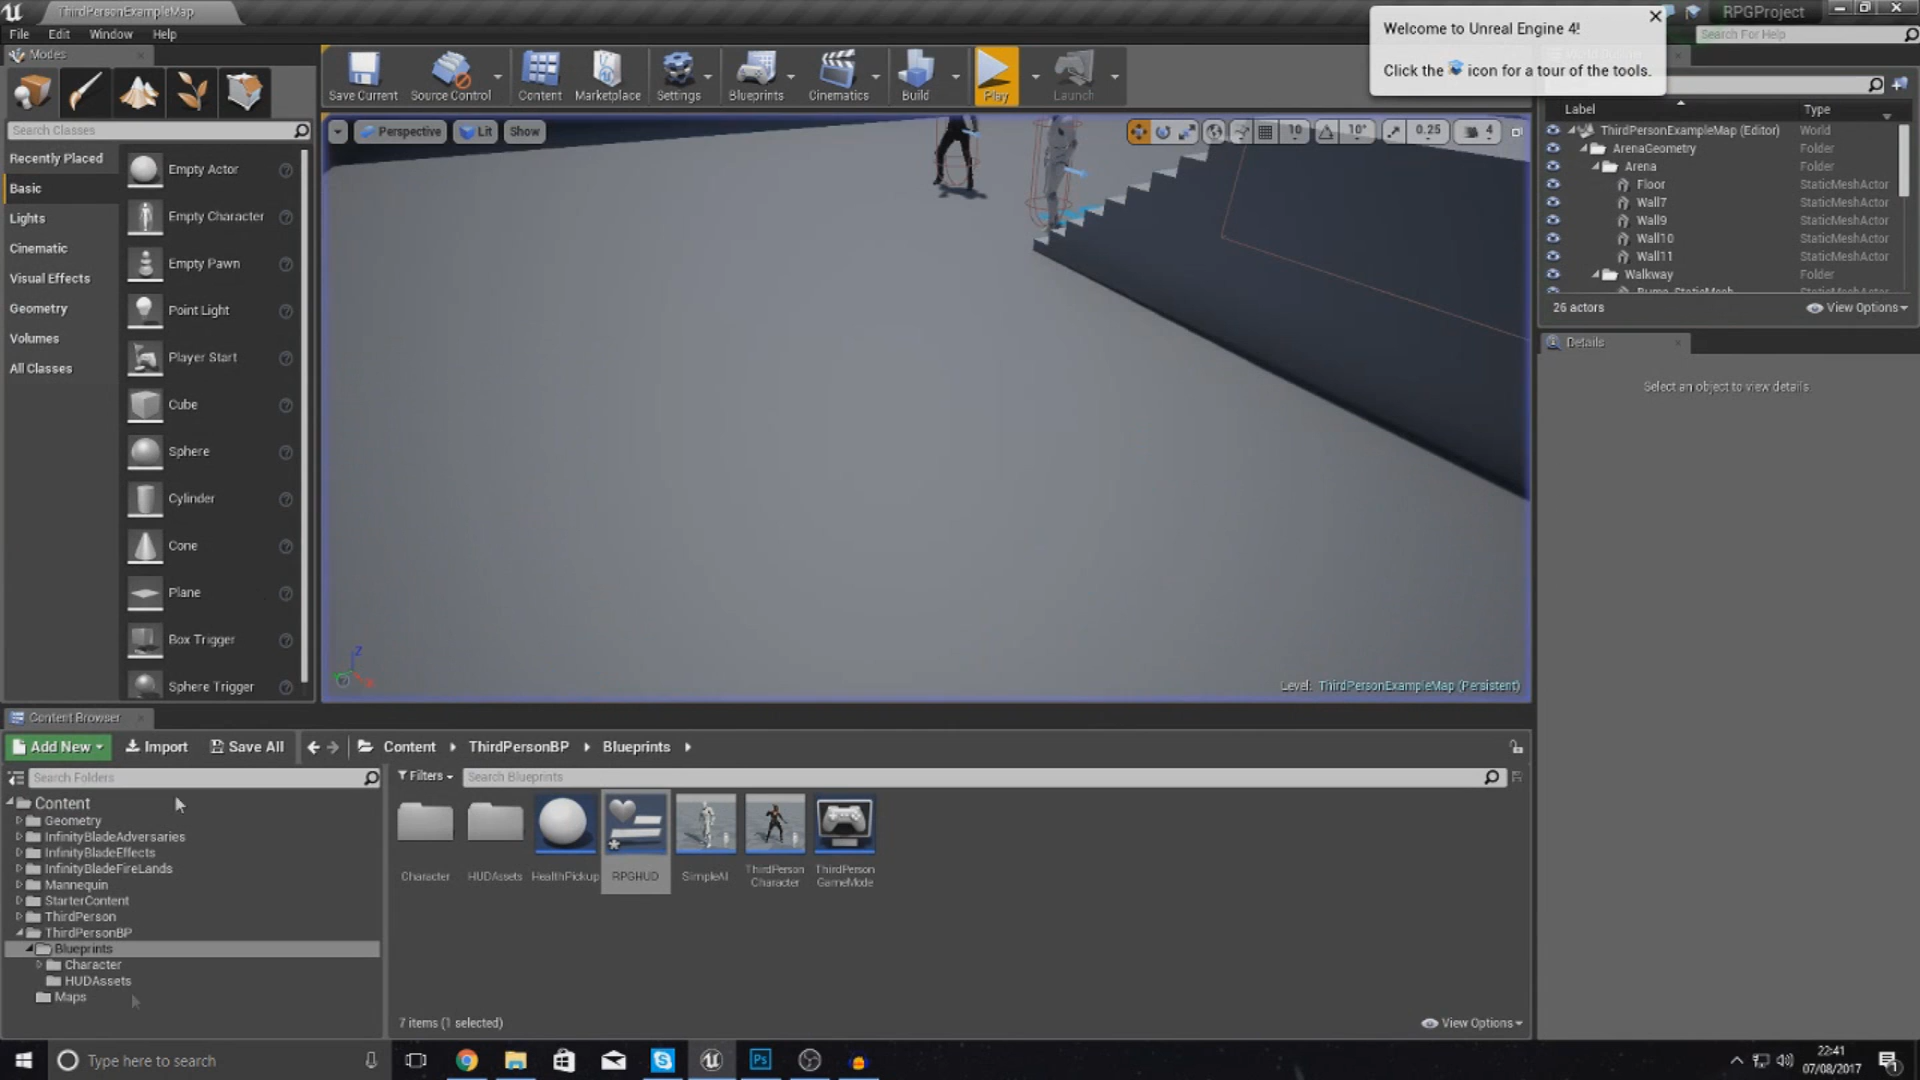 ThirdPersonExampleMap
RPGProject
File Edit Window Help
Search For Help
Welcome to Unreal Engine 4!
Click the icon for a tour of the tools.
Modes
Save Current
Source Control
Content
Marketplace
Settings
Blueprints
Cinematics
Build
Play
Launch
Search Classes
Recently Placed
Basic
Lights
Cinematic
Visual Effects
Geometry
Volumes
All Classes
Empty Actor
Empty Character
Empty Pawn
Point Light
Player Start
Cube
Sphere
Cylinder
Cone
Plane
Box Trigger
Sphere Trigger
Perspective
Lit
Show
10
10°
0.25
4
Level: ThirdPersonExampleMap (Persistent)
Label Type
ThirdPersonExampleMap (Editor) World
ArenaGeometry Folder
Arena Folder
Floor StaticMeshActor
Wall7 StaticMeshActor
Wall9 StaticMeshActor
Wall10 StaticMeshActor
Wall11 StaticMeshActor
Walkway Folder
26 actors
View Options
Details
Select an object to view details.
Content Browser
Add New
Import
Save All
Content
ThirdPersonBP
Blueprints
Search Folders
Filters
Search Blueprints
Content
Geometry
InfinityBladeAdversaries
InfinityBladeEffects
InfinityBladeFireLands
Mannequin
StarterContent
ThirdPerson
ThirdPersonBP
Blueprints
Character
HUDAssets
Maps
Character
HUDAssets
HealthPickup
RPGHUD
SimpleAI
ThirdPerson
Character
ThirdPerson
GameMode
7 items (1 selected)
View Options
Type here to search
22:41
07/08/2017